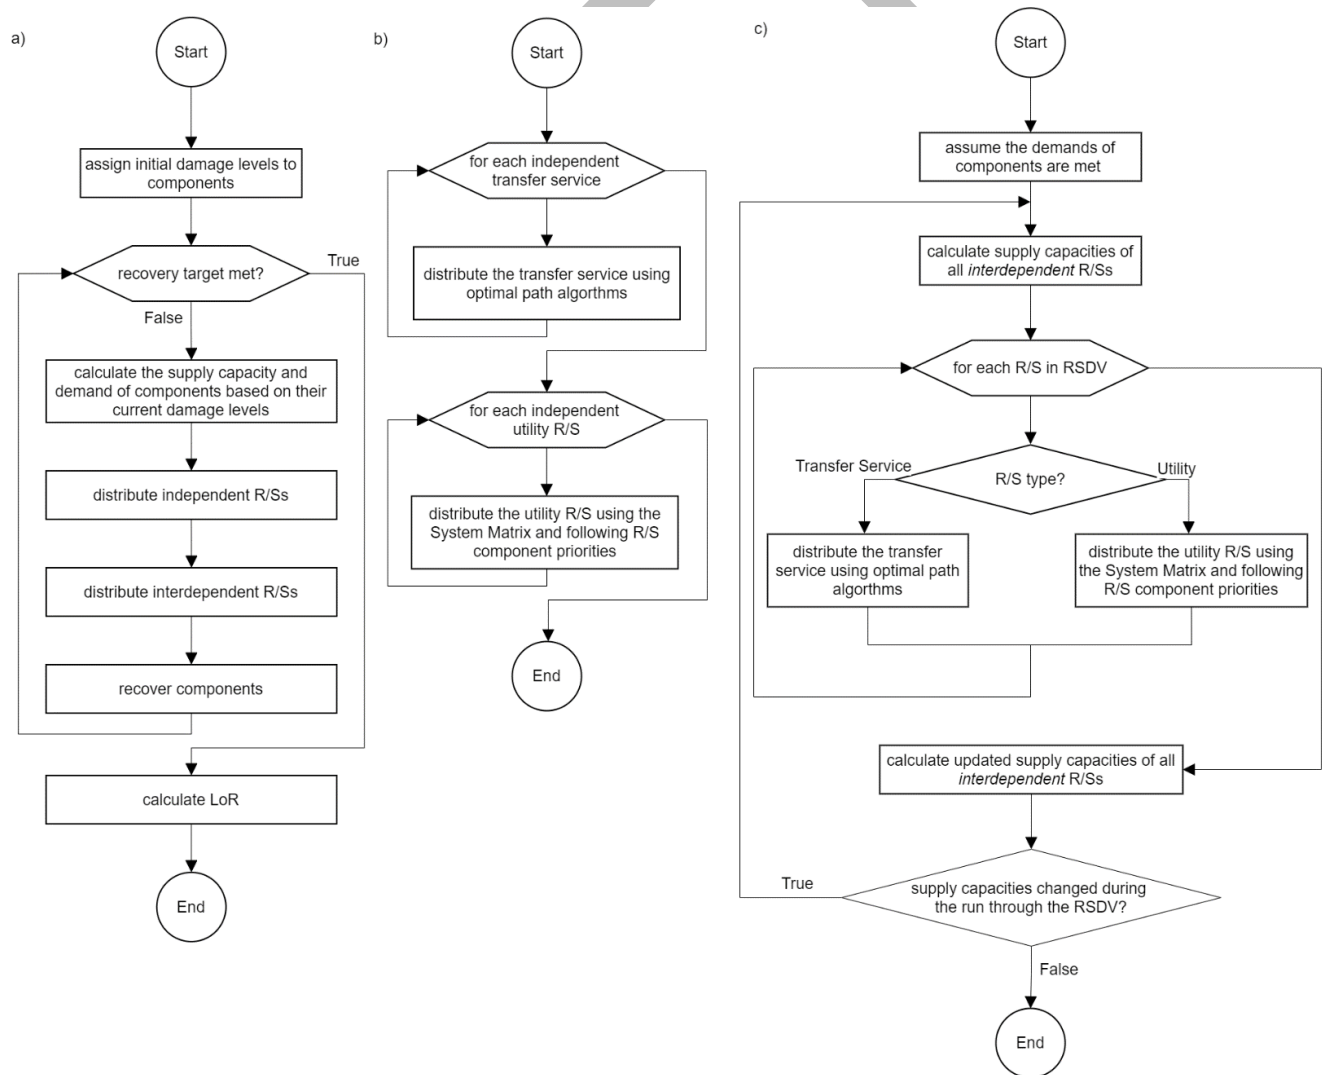 a)
Start
assign initial damage levels to
components
recovery target met?
True
False
calculate the supply capacity and
demand of components based on their
current damage levels
distribute independent R/Ss
distribute interdependent R/Ss
recover components
calculate LoR
End
b)
Start
for each independent
transfer service
distribute the transfer service using
optimal path algorithms
for each independent
utility R/S
distribute the utility R/S using the
System Matrix and following R/S
component priorities
End
c)
Start
assume the demands of
components are met
calculate supply capacities of
all interdependent R/Ss
for each R/S in RSDV
R/S type?
Transfer Service
Utility
distribute the transfer
service using optimal path
algorithms
distribute the utility R/S using
the System Matrix and following
R/S component priorities
calculate updated supply capacities of all
interdependent R/Ss
supply capacities changed during
the run through the RSDV?
True
False
End